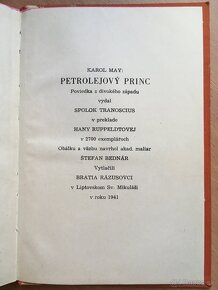 KAROL MAY:
PETROLEJOVÝ PRINC
Poviedka z divokého západu
vydal
SPOLOK TRANOSCIUS
v preklade
HANY RUPPELDTOVEJ
v 2700 exemplároch
Obálku a väzbu navrhol akad. maliar
ŠTEFAN BEDNÁR
Vytlačili
BRATIA RÁZUSOVCI
v Liptovskom Sv. Mikuláši
v roku 1941